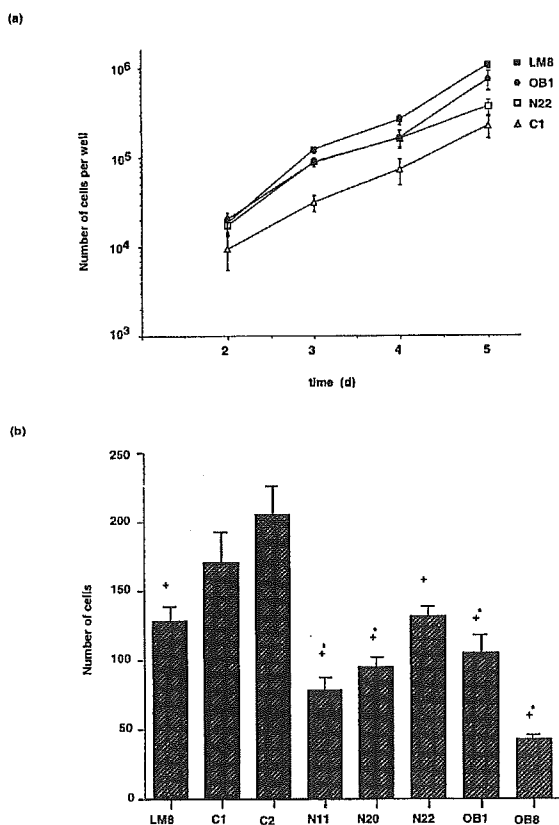 (a)
10⁶
10⁵
10⁴
10³
Number of cells per well
2 3 4 5
time (d)
LM8
OB1
N22
C1
(b)
250
200
150
100
50
0
Number of cells
+ + * + * + + * + *
LM8 C1 C2 N11 N20 N22 OB1 OB8